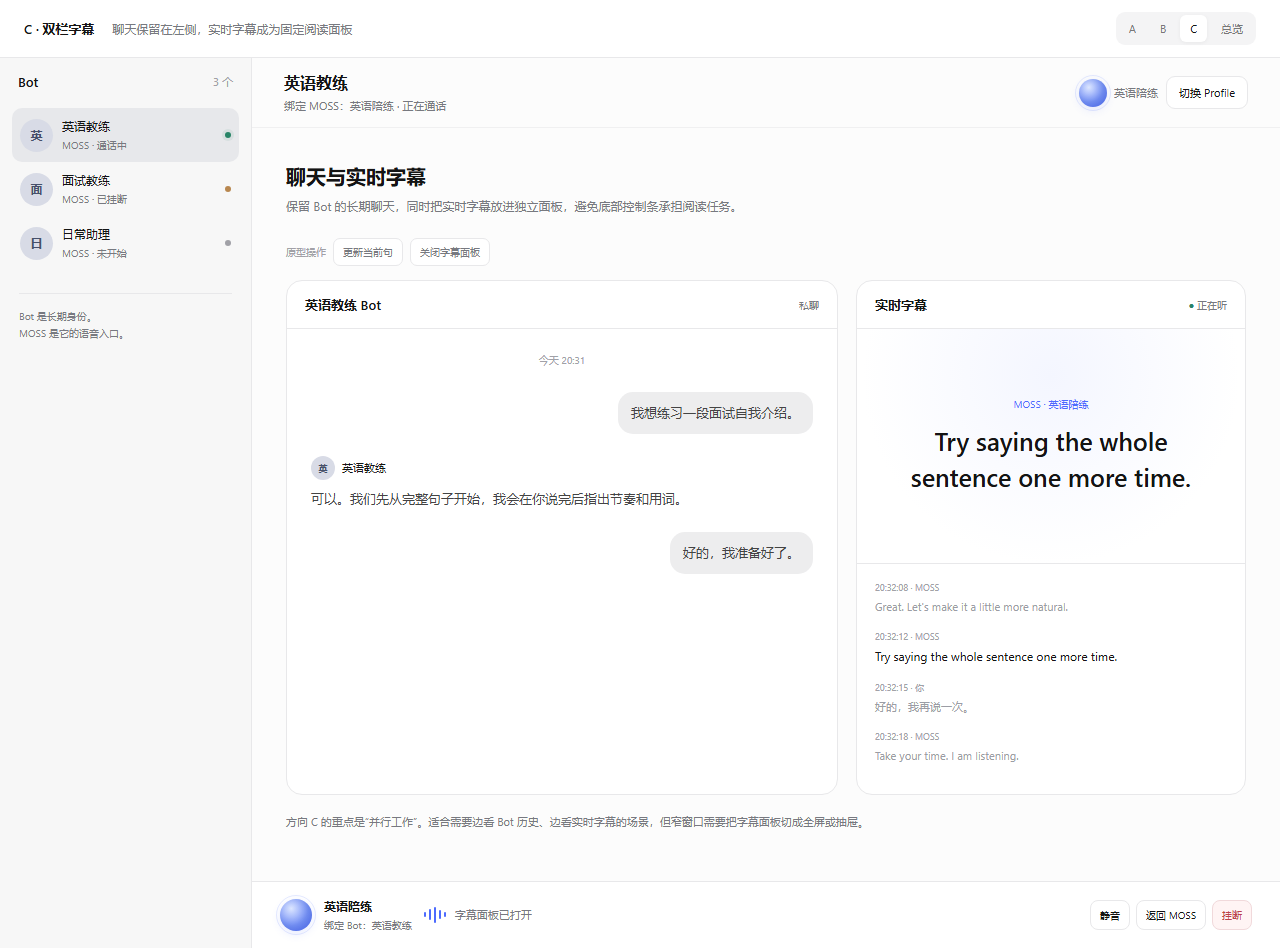 C · 双栏字幕 聊天保留在左侧，实时字幕成为固定阅读面板
A B C 总览
Bot 3 个
英 英语教练
MOSS · 通话中
面 面试教练
MOSS · 已挂断
日 日常助理
MOSS · 未开始
Bot 是长期身份。
MOSS 是它的语音入口。
英语教练
绑定 MOSS：英语陪练 · 正在通话
英语陪练 切换 Profile
聊天与实时字幕
保留 Bot 的长期聊天，同时把实时字幕放进独立面板，避免底部控制条承担阅读任务。
原型操作 更新当前句 关闭字幕面板
英语教练 Bot 私聊
今天 20:31
我想练习一段面试自我介绍。
英 英语教练
可以。我们先从完整句子开始，我会在你说完后指出节奏和用词。
好的，我准备好了。
实时字幕 正在听
MOSS · 英语陪练
Try saying the whole
sentence one more time.
20:32:08 · MOSS
Great. Let's make it a little more natural.
20:32:12 · MOSS
Try saying the whole sentence one more time.
20:32:15 · 你
好的，我再说一次。
20:32:18 · MOSS
Take your time. I am listening.
方向 C 的重点是“并行工作”。适合需要边看 Bot 历史、边看实时字幕的场景，但窄窗口需要把字幕面板切成全屏或抽屉。
英语陪练
绑定 Bot：英语教练
字幕面板已打开
静音 返回 MOSS 挂断